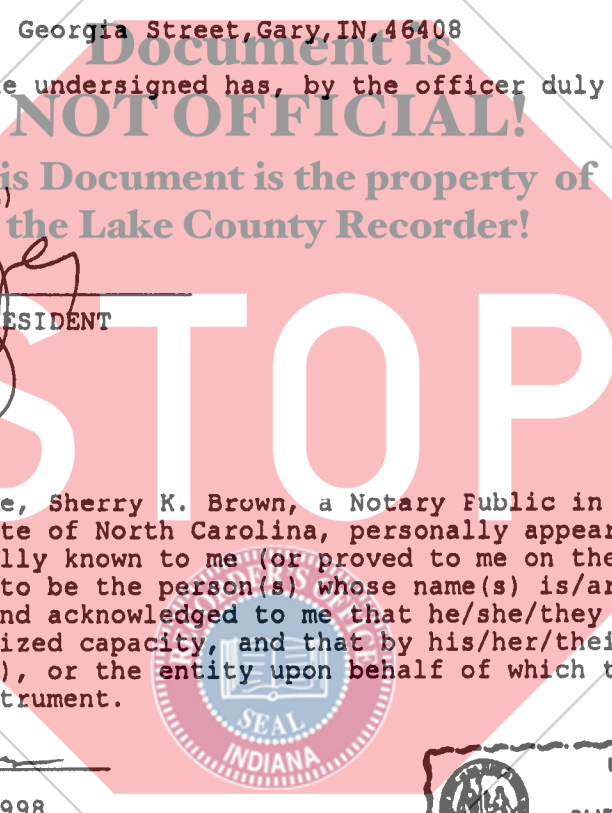 Georgia Street,Gary,IN,46408
Document is
e undersigned has, by the officer duly
NOT OFFICIAL!
is Document is the property of
)
the Lake County Recorder!
ESIDENT
STOP
e, Sherry K. Brown, a Notary Public in
te of North Carolina, personally appear
lly known to me (or proved to me on the
to be the person(s) whose name(s) is/ar
nd acknowledged to me that he/she/they
ized capacity, and that by his/her/thei
), or the entity upon behalf of which t
trument.
RECORDER'S OFFICE
SEAL
INDIANA
998